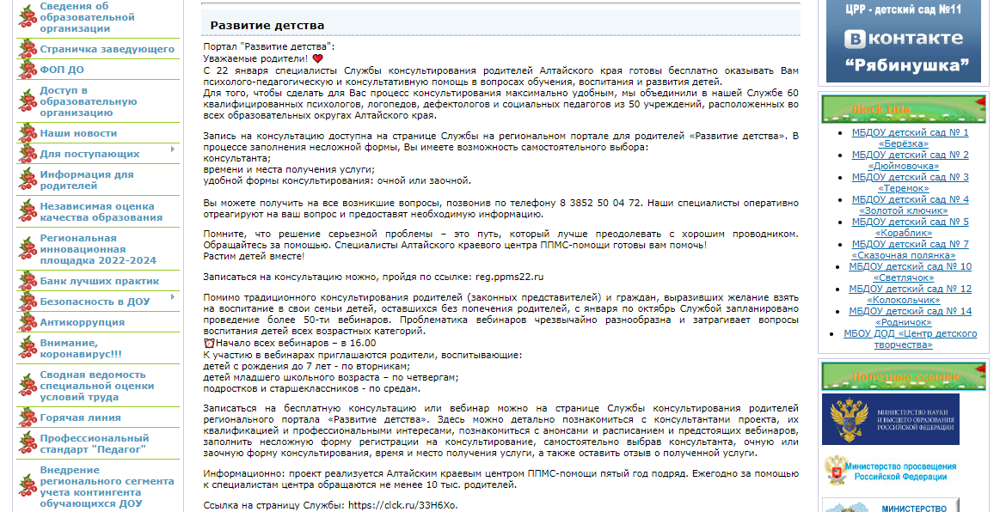 Сведения об
образовательной
организации
Страничка заведующего
ФОП ДО
Доступ в
образовательную
организацию
Наши новости
Для поступающих
Информация для
родителей
Независимая оценка
качества образования
Региональная
инновационная
площадка 2022-2024
Банк лучших практик
Безопасность в ДОУ
Антикоррупция
Внимание,
коронавирус!!!
Сводная ведомость
специальной оценки
условий труда
Горячая линия
Профессиональный
стандарт "Педагог"
Внедрение
регионального сегмента
учета контингента
обучающихся ДОУ
Развитие детства
Портал "Развитие детства":
Уважаемые родители!
С 22 января специалисты Службы консультирования родителей Алтайского края готовы бесплатно оказывать Вам
психолого-педагогическую и консультативную помощь в вопросах обучения, воспитания и развития детей.
Для того, чтобы сделать для Вас процесс консультирования максимально удобным, мы объединили в нашей Службе 60
квалифицированных психологов, логопедов, дефектологов и социальных педагогов из 50 учреждений, расположенных во
всех образовательных округах Алтайского края.
Запись на консультацию доступна на странице Службы на региональном портале для родителей «Развитие детства». В
процессе заполнения несложной формы, Вы имеете возможность самостоятельного выбора:
консультанта;
времени и места получения услуги;
удобной формы консультирования: очной или заочной.
Вы можете получить на все возникшие вопросы, позвонив по телефону 8 3852 50 04 72. Наши специалисты оперативно
отреагируют на ваш вопрос и предоставят необходимую информацию.
Помните, что решение серьезной проблемы – это путь, который лучше преодолевать с хорошим проводником.
Обращайтесь за помощью. Специалисты Алтайского краевого центра ППМС-помощи готовы вам помочь!
Растим детей вместе!
Записаться на консультацию можно, пройдя по ссылке: reg.ppms22.ru
Помимо традиционного консультирования родителей (законных представителей) и граждан, выразивших желание взять
на воспитание в свои семьи детей, оставшихся без попечения родителей, с января по октябрь Службой запланировано
проведение более 50-ти вебинаров. Проблематика вебинаров чрезвычайно разнообразна и затрагивает вопросы
воспитания детей всех возрастных категорий.
Начало всех вебинаров – в 16.00
К участию в вебинарах приглашаются родители, воспитывающие:
детей с рождения до 7 лет - по вторникам;
детей младшего школьного возраста – по четвергам;
подростков и старшеклассников - по средам.
Записаться на бесплатную консультацию или вебинар можно на странице Службы консультирования родителей
регионального портала «Развитие детства». Здесь можно детально познакомиться с консультантами проекта, их
квалификацией и профессиональными интересами, познакомиться с анонсами и расписанием и предстоящих вебинаров,
заполнить несложную форму регистрации на консультирование, самостоятельно выбрав консультанта, очную или
заочную форму консультирования, время и место получения услуги, а также оставить отзыв о полученной услуги.
Информационно: проект реализуется Алтайским краевым центром ППМС-помощи пятый год подряд. Ежегодно за помощью
к специалистам центра обращаются не менее 10 тыс. родителей.
Ссылка на страницу Службы: https://clck.ru/33H6Xo.
ЦРР - детский сад №11
Вконтакте
“Рябинушка”
Block title
МБДОУ детский сад № 1
«Берёзка»
МБДОУ детский сад № 2
«Дюймовочка»
МБДОУ детский сад № 3
«Теремок»
МБДОУ детский сад № 4
«Золотой ключик»
МБДОУ детский сад № 5
«Кораблик»
МБДОУ детский сад № 7
«Сказочная полянка»
МБДОУ детский сад № 10
«Светлячок»
МБДОУ детский сад № 12
«Колокольчик»
МБДОУ детский сад № 14
«Родничок»
МБОУ ДОД «Центр детского
творчества»
Полезные ссылки
МИНИСТЕРСТВО НАУКИ
И ВЫСШЕГО ОБРАЗОВАНИЯ
РОССИЙСКОЙ ФЕДЕРАЦИИ
Министерство просвещения
Российской Федерации
МИНИСТЕРСТВО